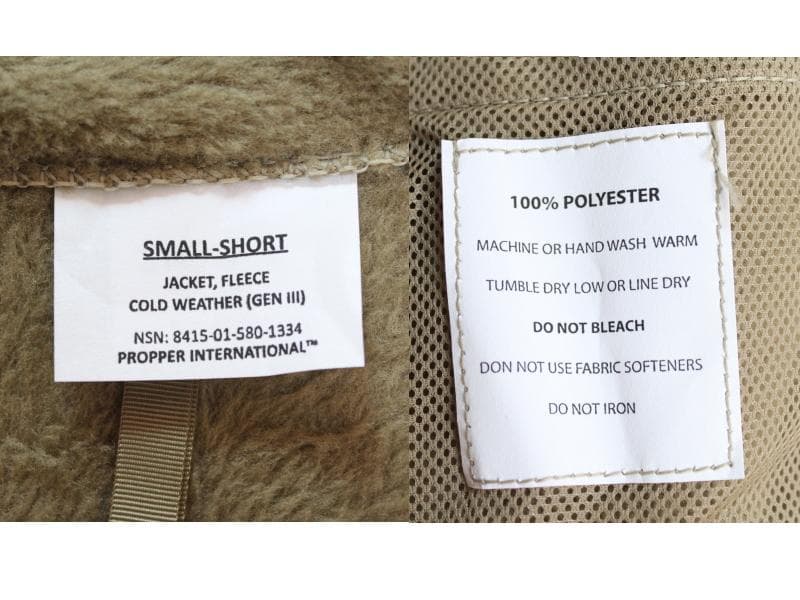 SMALL-SHORT
JACKET, FLEECE
COLD WEATHER (GEN III)
NSN: 8415-01-580-1334
PROPPER INTERNATIONAL™
100% POLYESTER
MACHINE OR HAND WASH WARM
TUMBLE DRY LOW OR LINE DRY
DO NOT BLEACH
DON NOT USE FABRIC SOFTENERS
DO NOT IRON